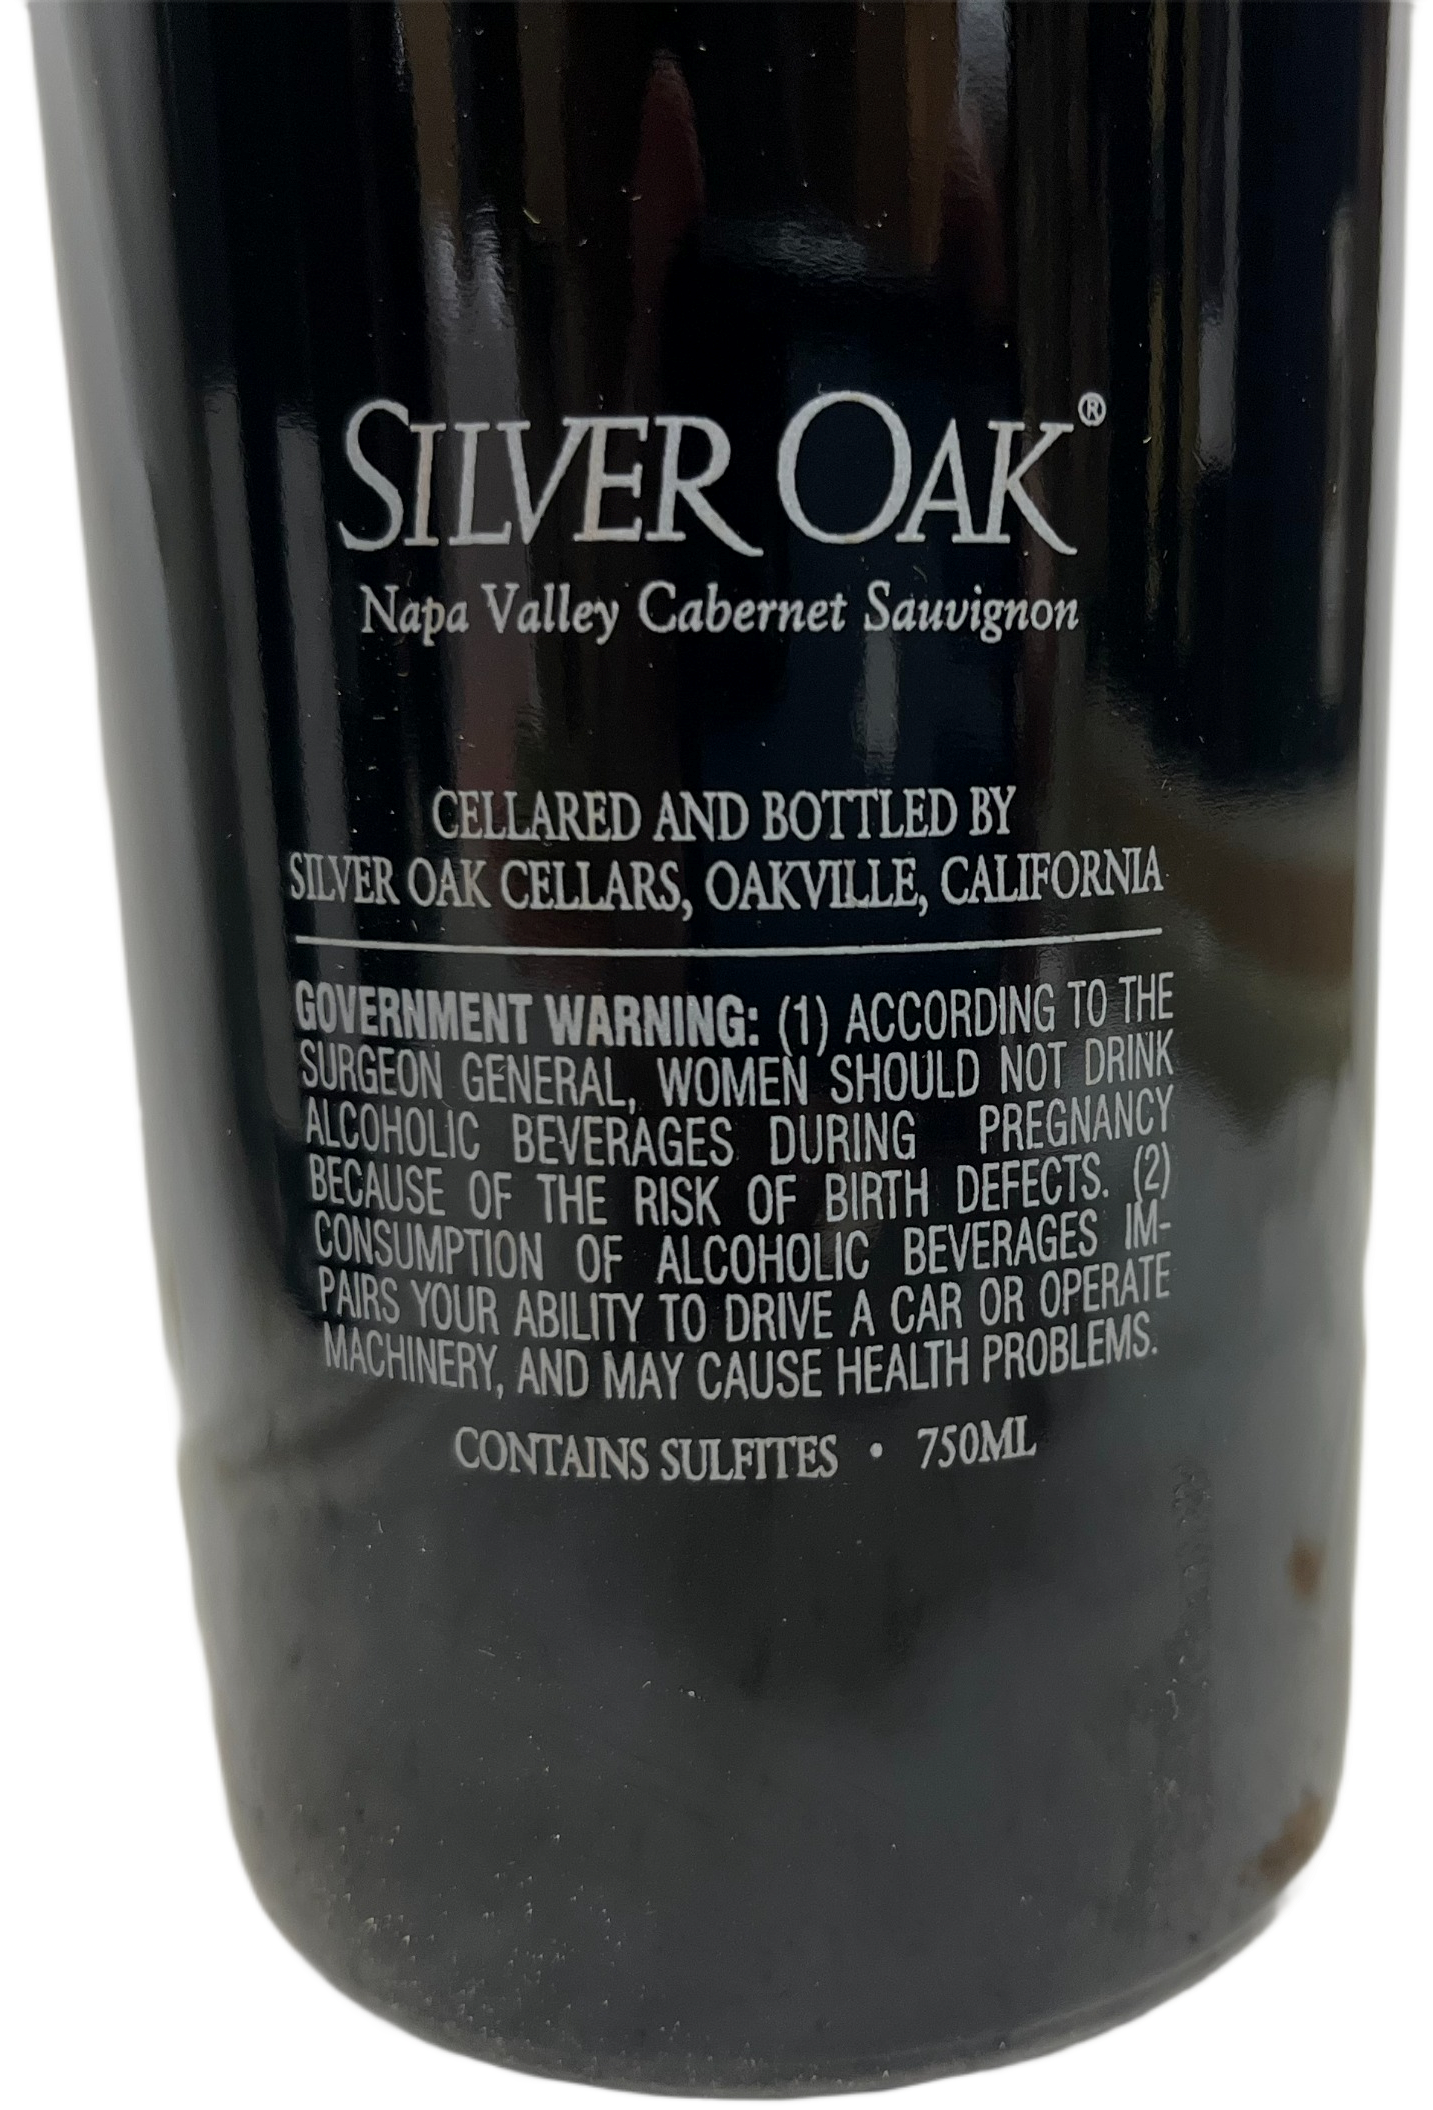 SILVER OAK®
Napa Valley Cabernet Sauvignon
CELLARED AND BOTTLED BY
SILVER OAK CELLARS, OAKVILLE, CALIFORNIA
GOVERNMENT WARNING: (1) ACCORDING TO THE
SURGEON GENERAL, WOMEN SHOULD NOT DRINK
ALCOHOLIC BEVERAGES DURING PREGNANCY
BECAUSE OF THE RISK OF BIRTH DEFECTS. (2)
CONSUMPTION OF ALCOHOLIC BEVERAGES IM-
PAIRS YOUR ABILITY TO DRIVE A CAR OR OPERATE
MACHINERY, AND MAY CAUSE HEALTH PROBLEMS.
CONTAINS SULFITES • 750ML